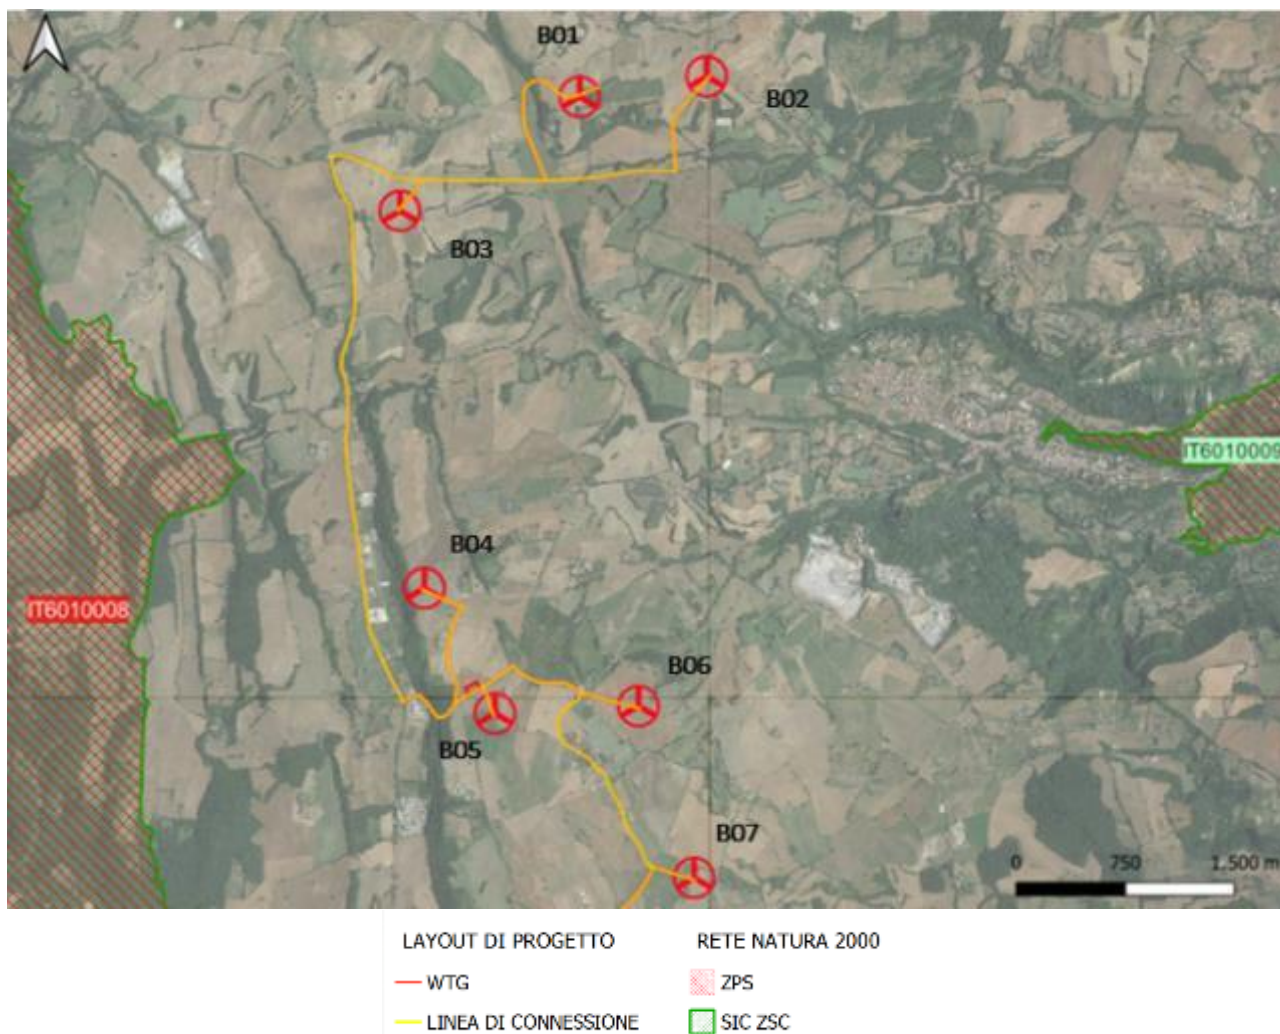 B01
B02
B03
IT6010009
B04
IT6010008
B06
B05
B07
0 750 1.500 m
LAYOUT DI PROGETTO
WTG
LINEA DI CONNESSIONE
RETE NATURA 2000
ZPS
SIC ZSC